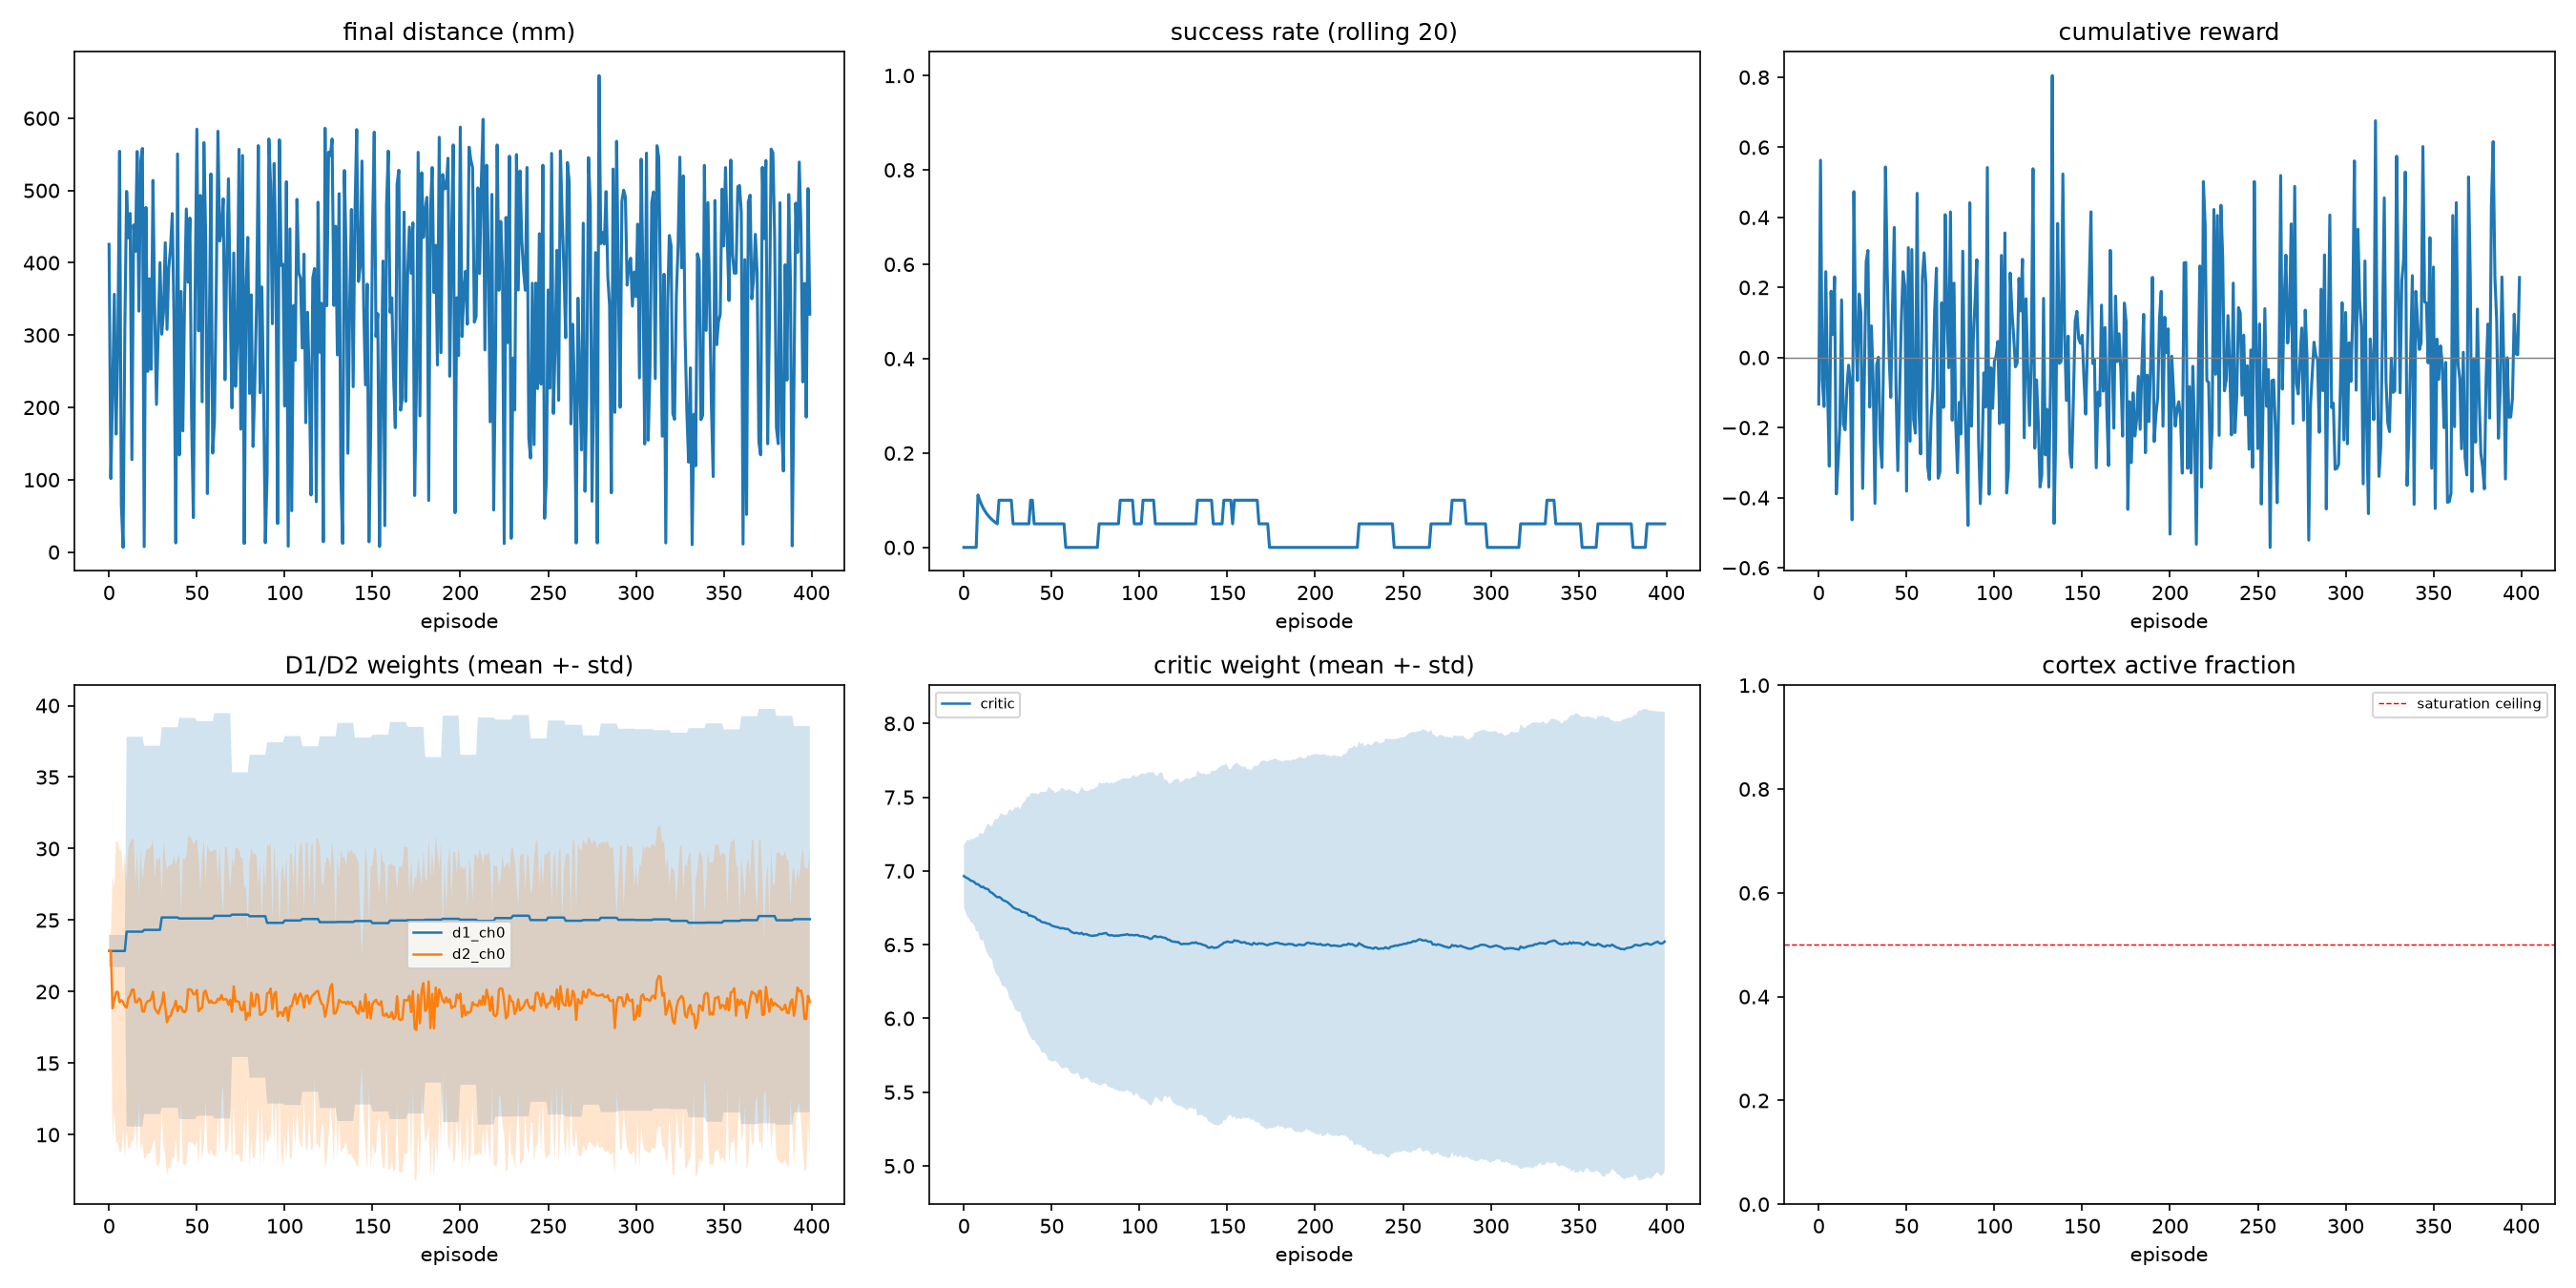 final distance (mm)
600
500
400
300
200
100
0
0 50 100 150 200 250 300 350 400
episode
success rate (rolling 20)
1.0
0.8
0.6
0.4
0.2
0.0
0 50 100 150 200 250 300 350 400
episode
cumulative reward
0.8
0.6
0.4
0.2
0.0
−0.2
−0.4
−0.6
0 50 100 150 200 250 300 350 400
episode
D1/D2 weights (mean +- std)
40
35
30
25
20
15
10
d1_ch0
d2_ch0
0 50 100 150 200 250 300 350 400
episode
critic weight (mean +- std)
critic
8.0
7.5
7.0
6.5
6.0
5.5
5.0
0 50 100 150 200 250 300 350 400
episode
cortex active fraction
saturation ceiling
1.0
0.8
0.6
0.4
0.2
0.0
0 50 100 150 200 250 300 350 400
episode